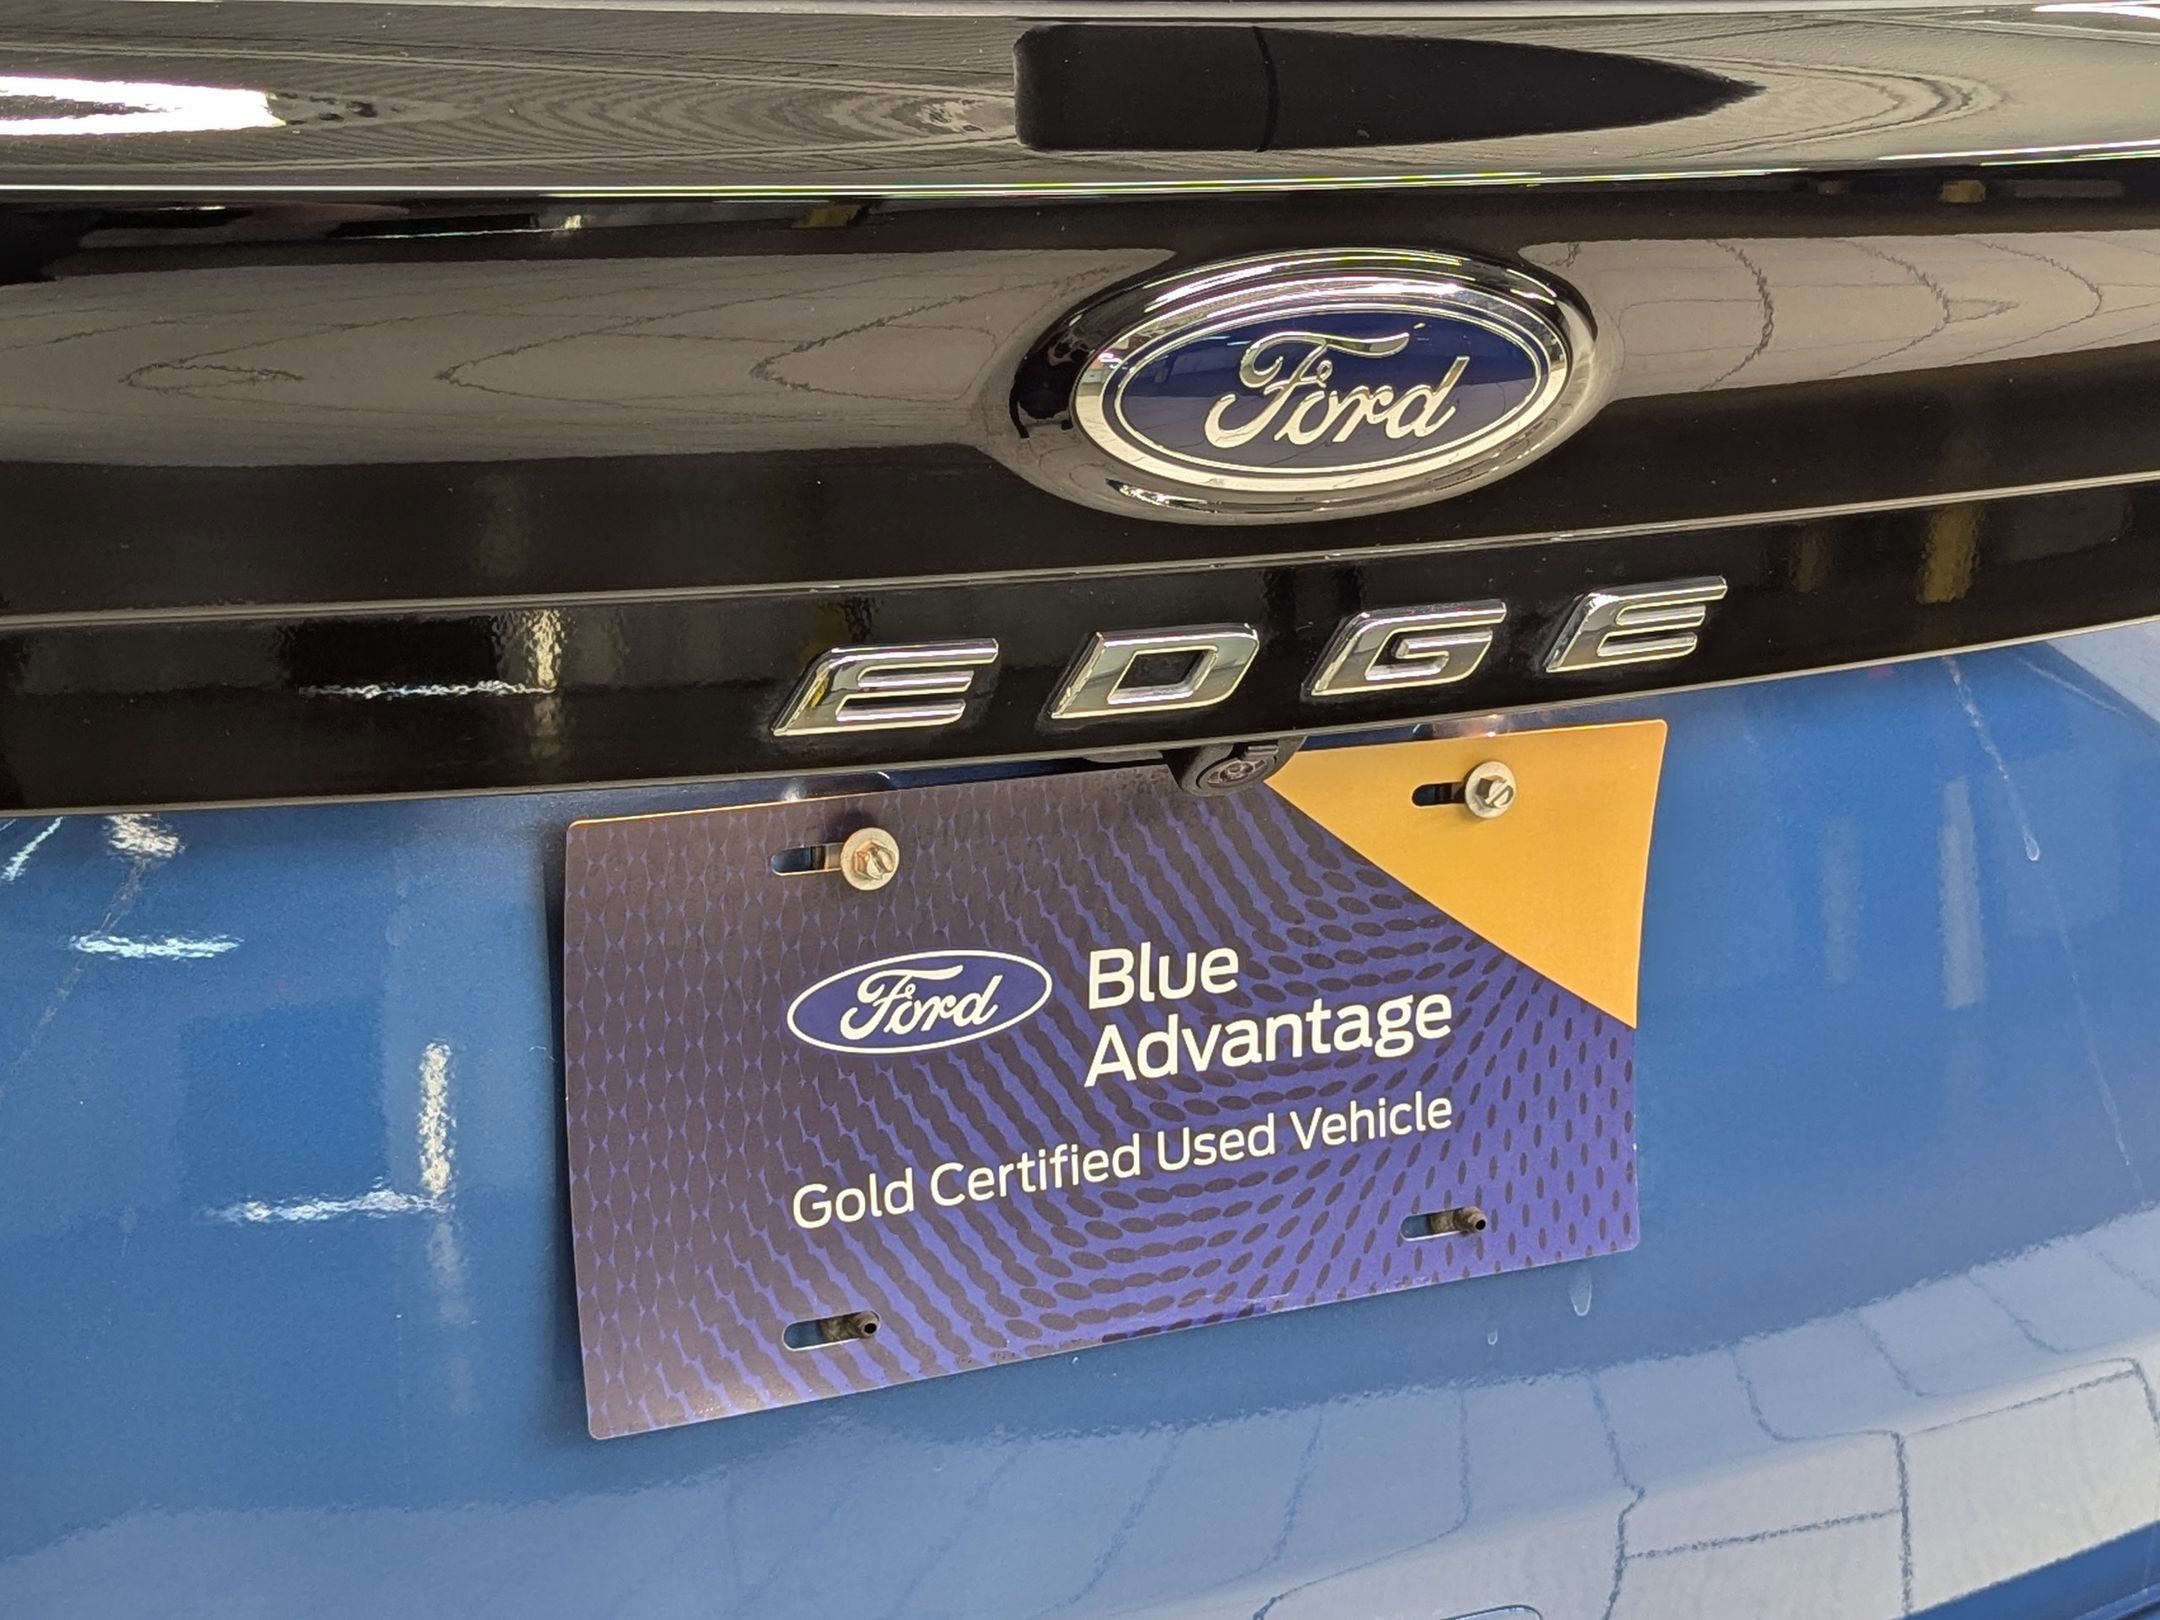 Ford
EDGE
Ford
Blue
Advantage
Gold Certified Used Vehicle